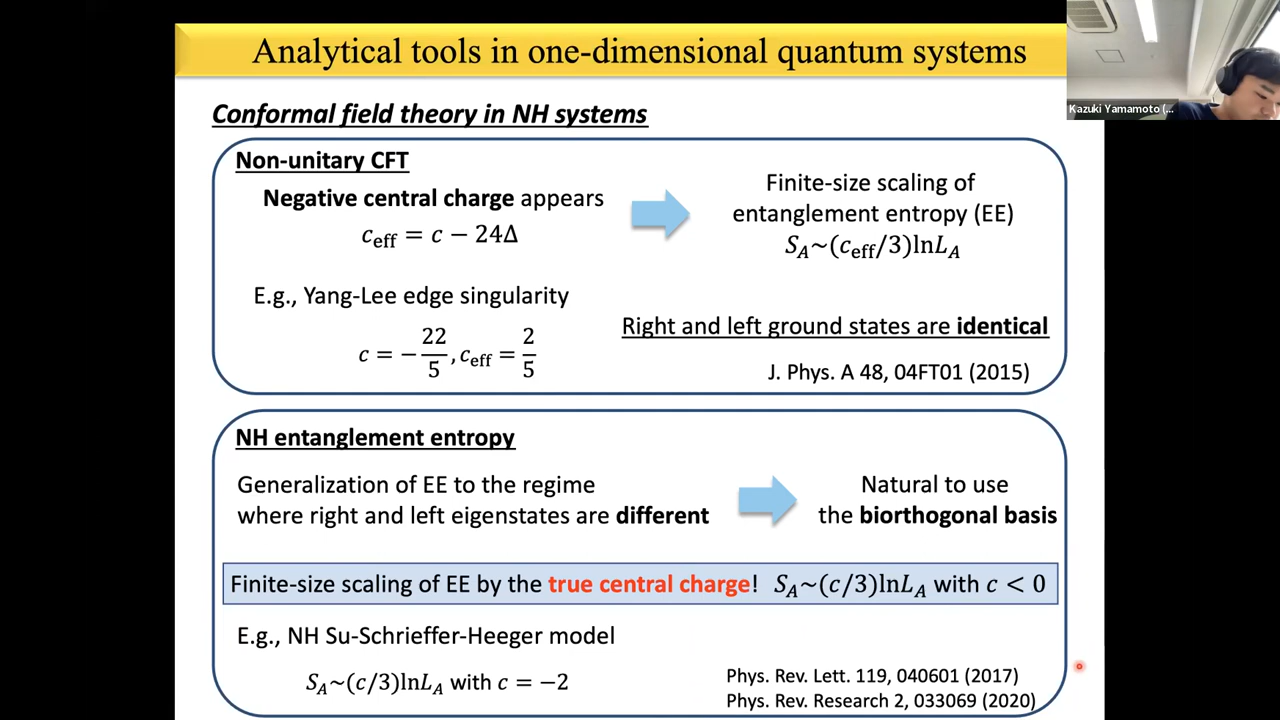 Analytical tools in one-dimensional quantum systems
Kazuki Yamamoto (...
Conformal field theory in NH systems
Non-unitary CFT
Negative central charge appears
c_eff = c − 24Δ
Finite-size scaling of
entanglement entropy (EE)
S_A~(c_eff/3)lnL_A
E.g., Yang-Lee edge singularity
c = −22/5, c_eff = 2/5
Right and left ground states are identical
J. Phys. A 48, 04FT01 (2015)
NH entanglement entropy
Generalization of EE to the regime
where right and left eigenstates are different
Natural to use
the biorthogonal basis
Finite-size scaling of EE by the true central charge! S_A~(c/3)lnL_A with c < 0
E.g., NH Su-Schrieffer-Heeger model
S_A~(c/3)lnL_A with c = −2
Phys. Rev. Lett. 119, 040601 (2017)
Phys. Rev. Research 2, 033069 (2020)